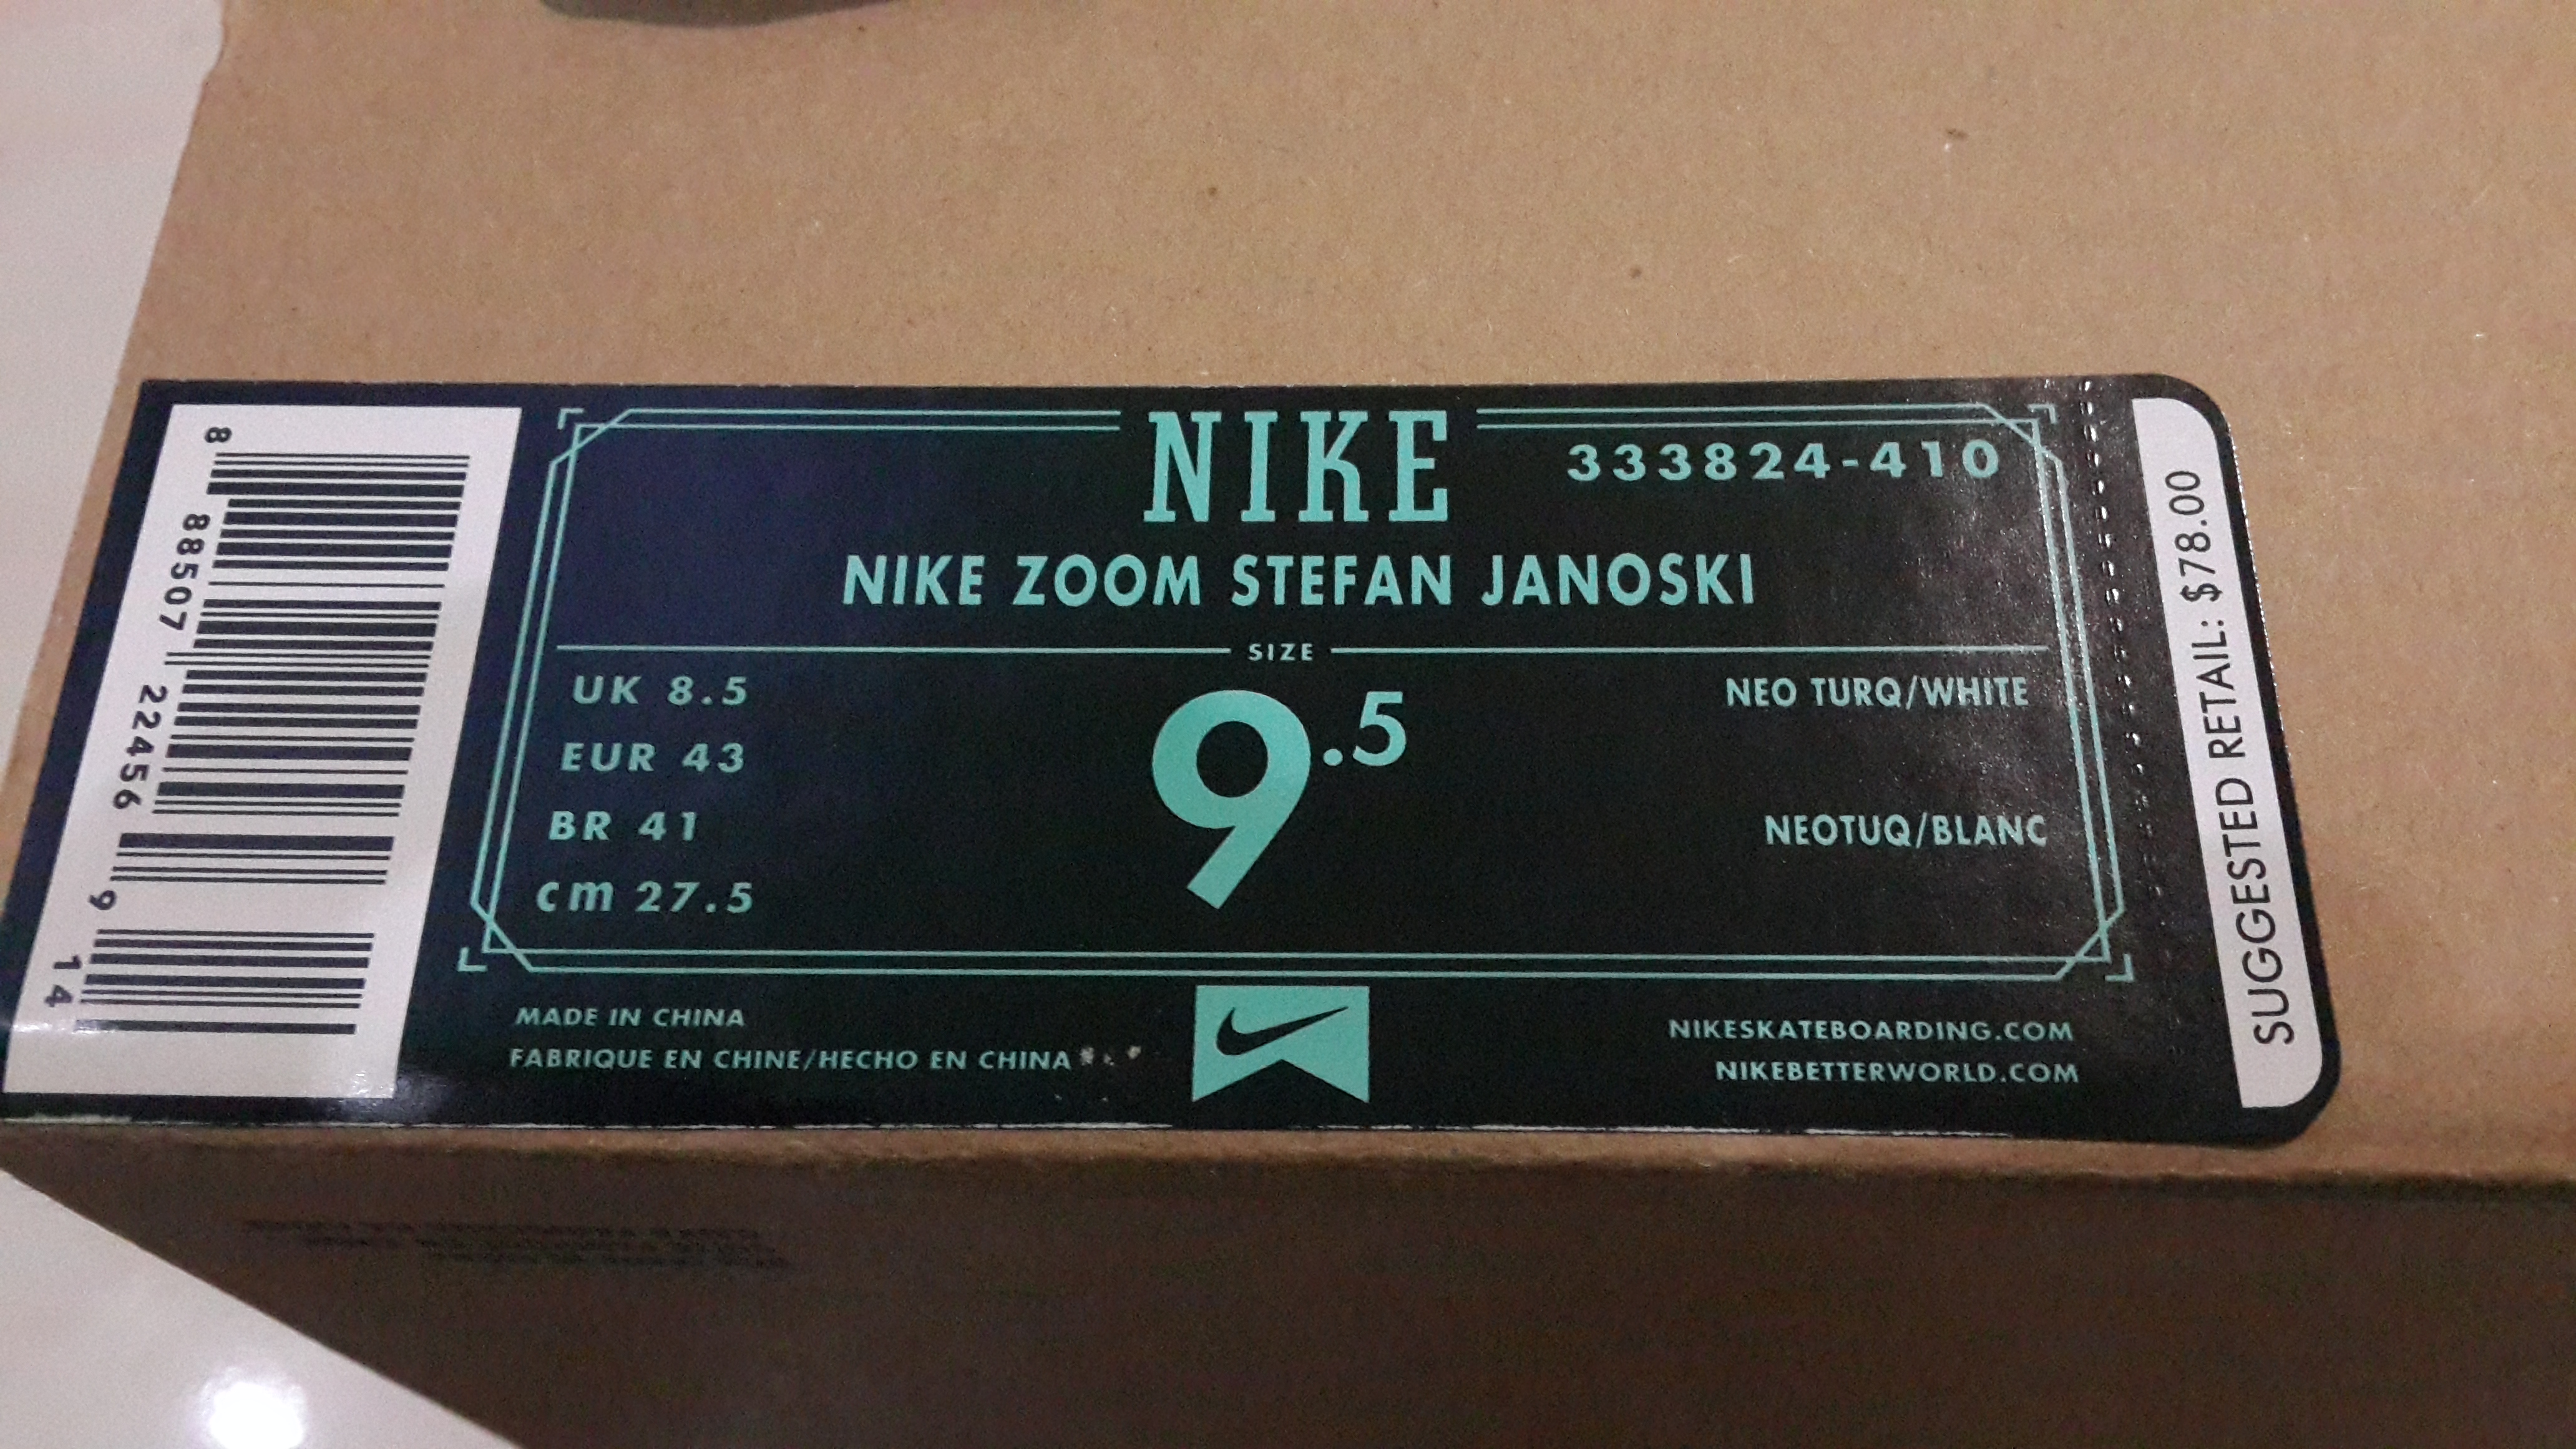 8 88507 22456 9 14
NIKE
333824-410
NIKE ZOOM STEFAN JANOSKI
SIZE
UK 8.5
EUR 43
BR 41
cm 27.5
9.5
NEO TURQ/WHITE
NEOTUQ/BLANC
MADE IN CHINA
FABRIQUE EN CHINE/HECHO EN CHINA
NIKESKATEBOARDING.COM
NIKEBETTERWORLD.COM
SUGGESTED RETAIL: $78.00